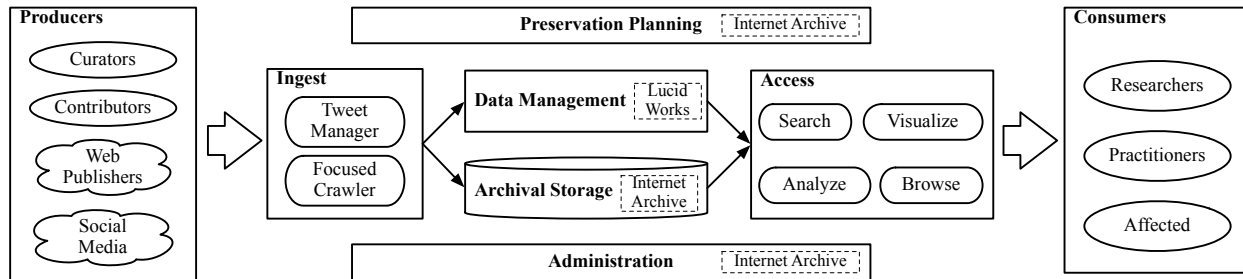 Producers
Curators
Contributors
Web
Publishers
Social
Media
Preservation Planning
Internet Archive
Ingest
Tweet
Manager
Focused
Crawler
Data Management
Lucid
Works
Archival Storage
Internet
Archive
Access
Search
Visualize
Analyze
Browse
Administration
Internet Archive
Consumers
Researchers
Practitioners
Affected